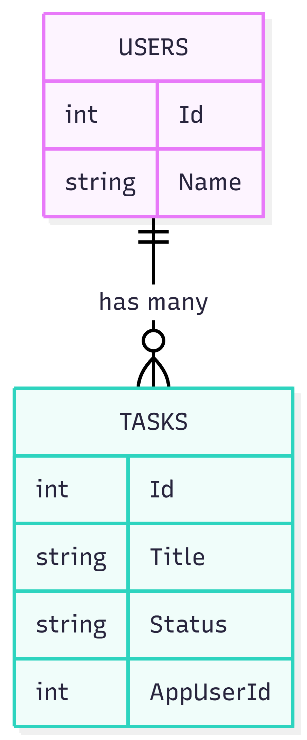 USERS
int Id
string Name
has many
TASKS
int Id
string Title
string Status
int AppUserId